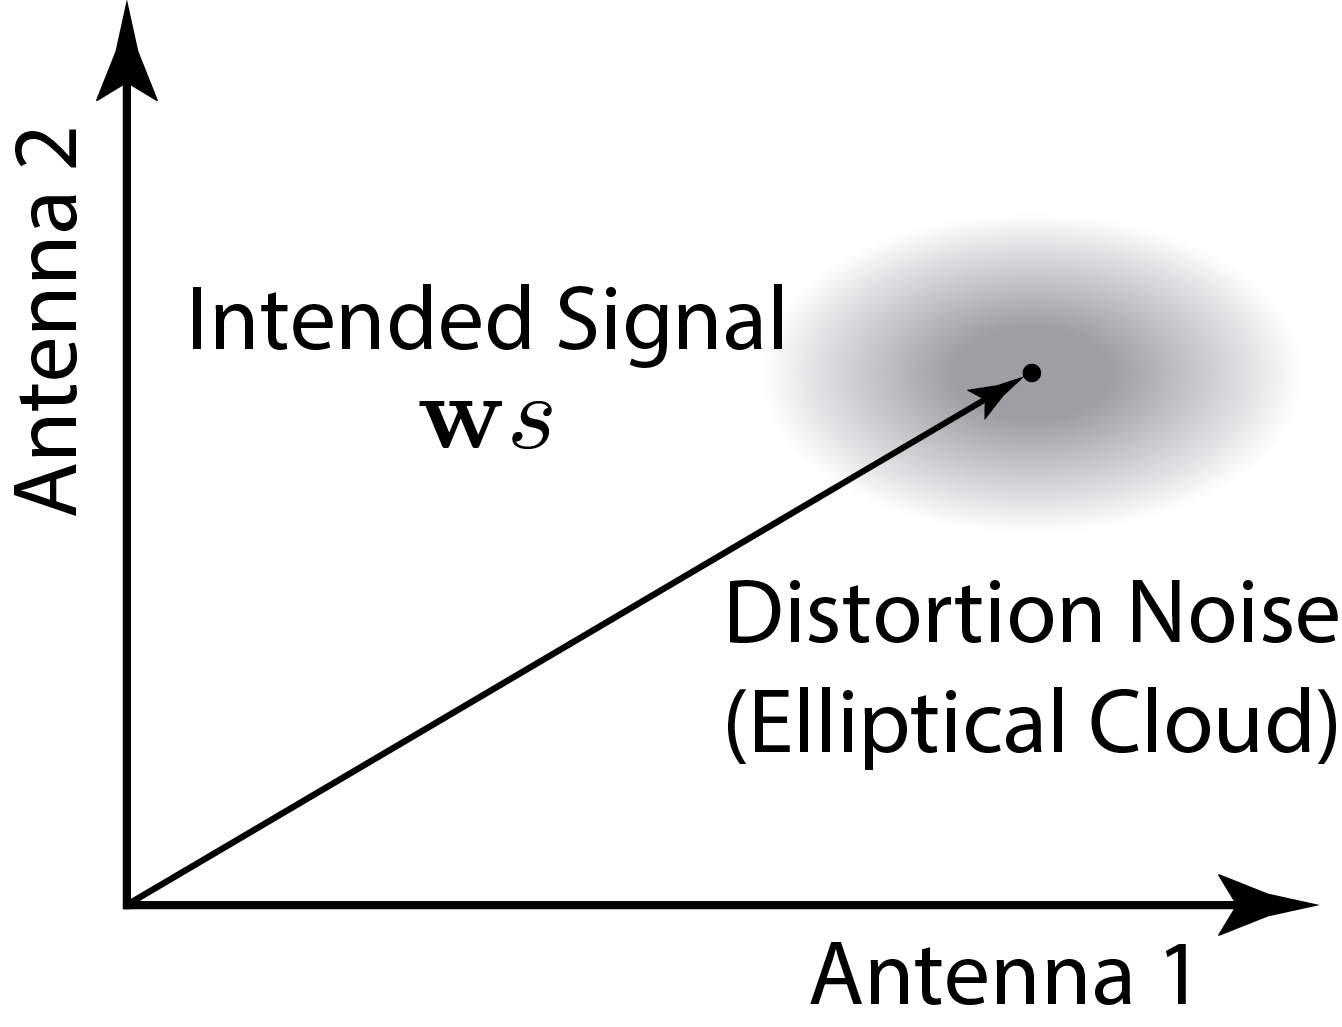 Antenna 2
Intended Signal
ws
Distortion Noise
(Elliptical Cloud)
Antenna 1